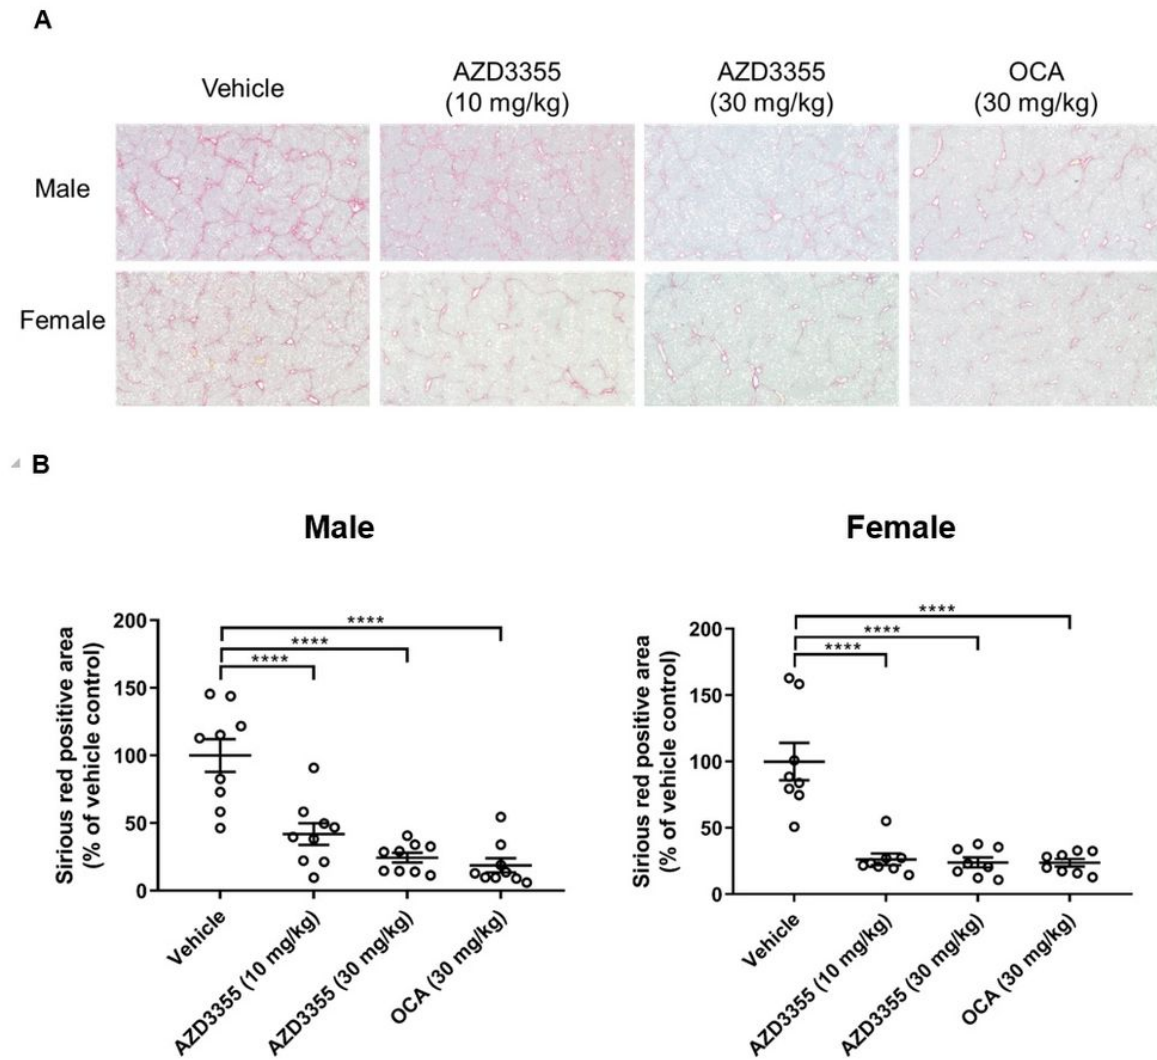 A
Vehicle
AZD3355
(10 mg/kg)
AZD3355
(30 mg/kg)
OCA
(30 mg/kg)
Male
Female
B
Male
Sirious red positive area
(% of vehicle control)
200
150
100
50
0
****
****
****
Vehicle
AZD3355 (10 mg/kg)
AZD3355 (30 mg/kg)
OCA (30 mg/kg)
Female
Sirious red positive area
(% of vehicle control)
200
150
100
50
0
****
****
****
Vehicle
AZD3355 (10 mg/kg)
AZD3355 (30 mg/kg)
OCA (30 mg/kg)